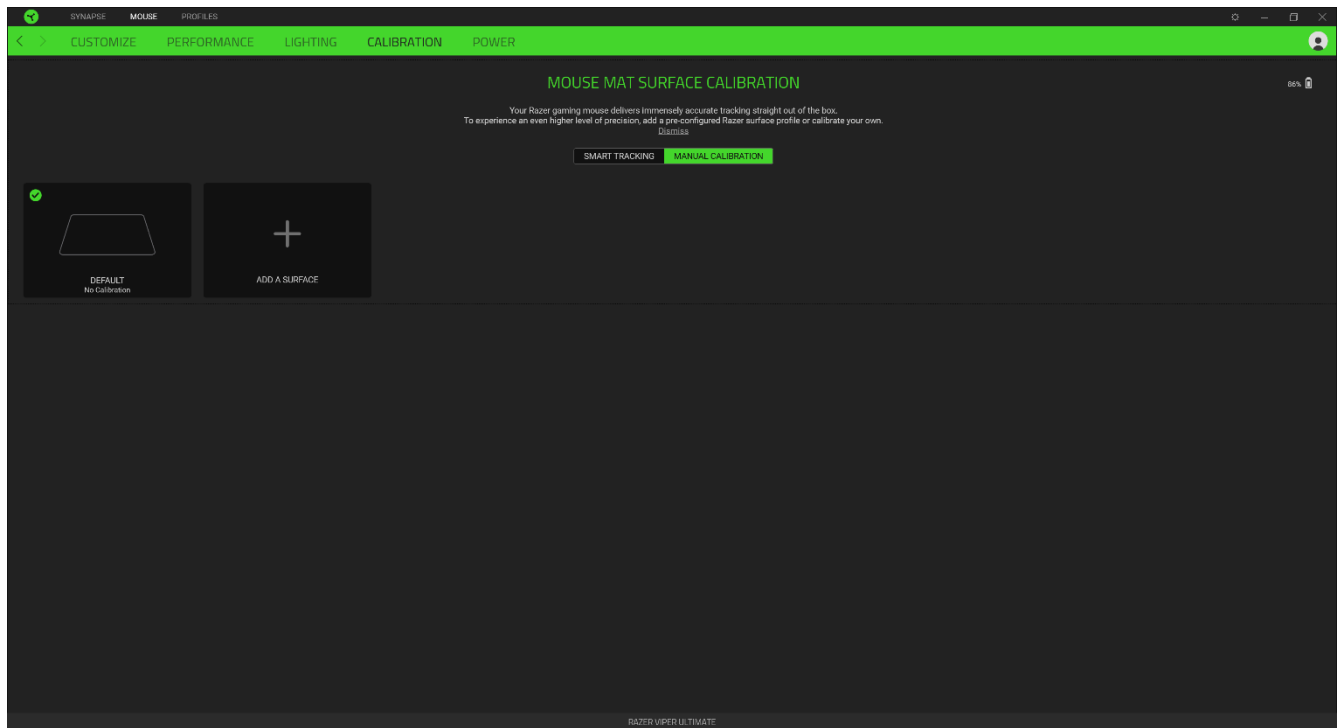 SYNAPSE MOUSE PROFILES
CUSTOMIZE PERFORMANCE LIGHTING CALIBRATION POWER
MOUSE MAT SURFACE CALIBRATION
86%
Your Razer gaming mouse delivers immensely accurate tracking straight out of the box.
To experience an even higher level of precision, add a pre-configured Razer surface profile or calibrate your own.
Dismiss
SMART TRACKING MANUAL CALIBRATION
DEFAULT
No Calibration
ADD A SURFACE
RAZER VIPER ULTIMATE